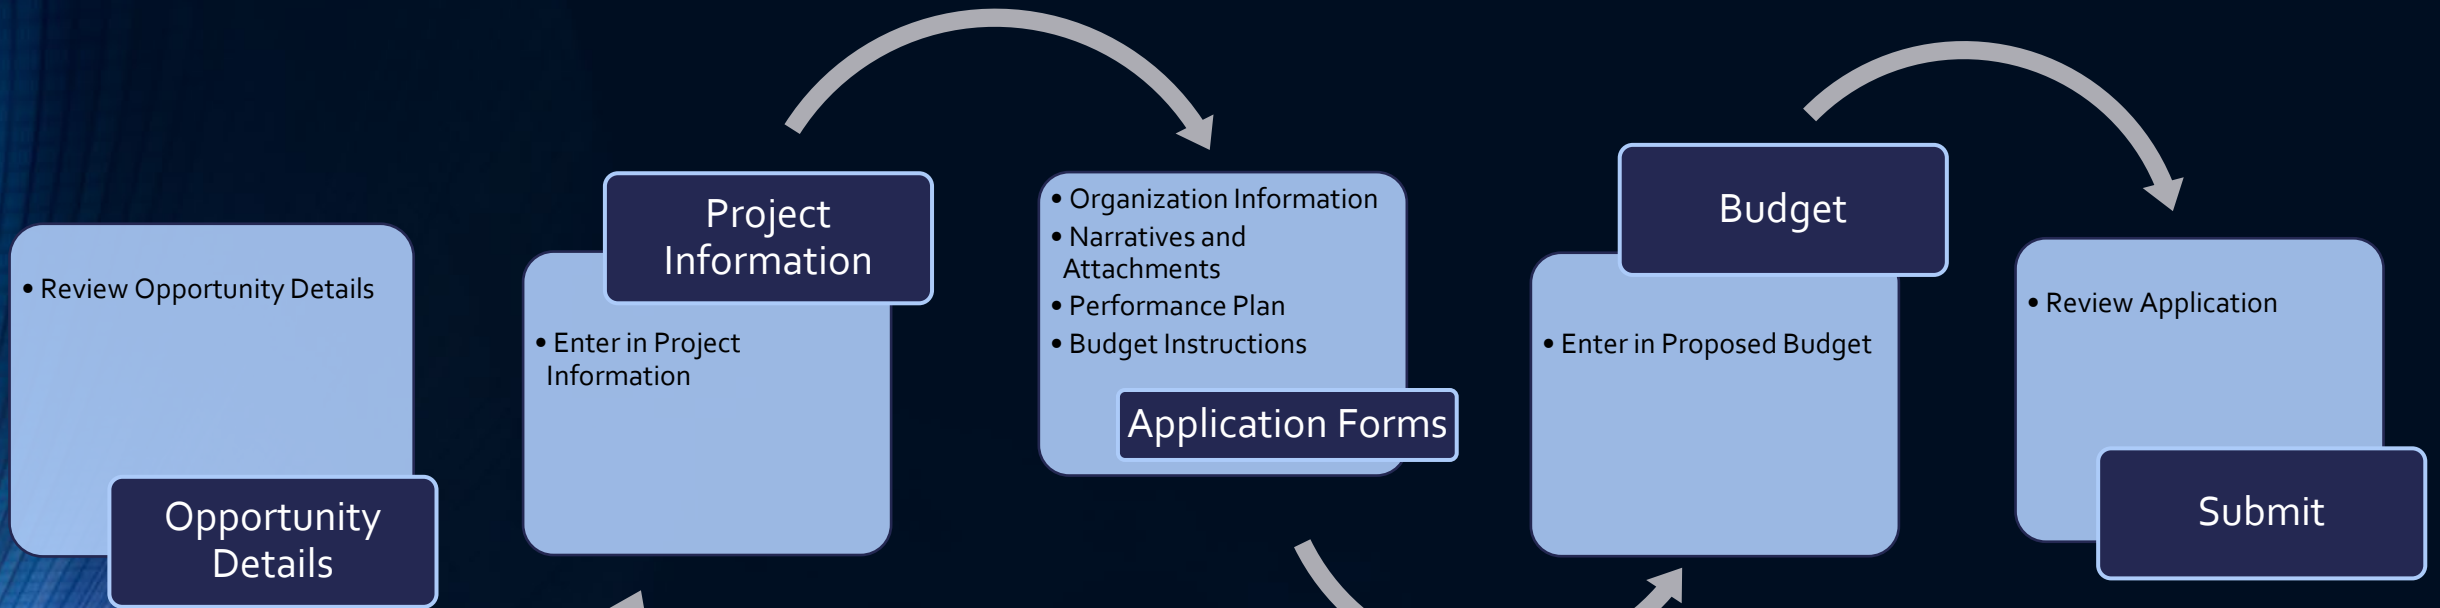 • Review Opportunity Details
Opportunity
Details
Project
Information
• Enter in Project
Information
• Organization Information
• Narratives and
Attachments
• Performance Plan
• Budget Instructions
Application Forms
Budget
• Enter in Proposed Budget
• Review Application
Submit